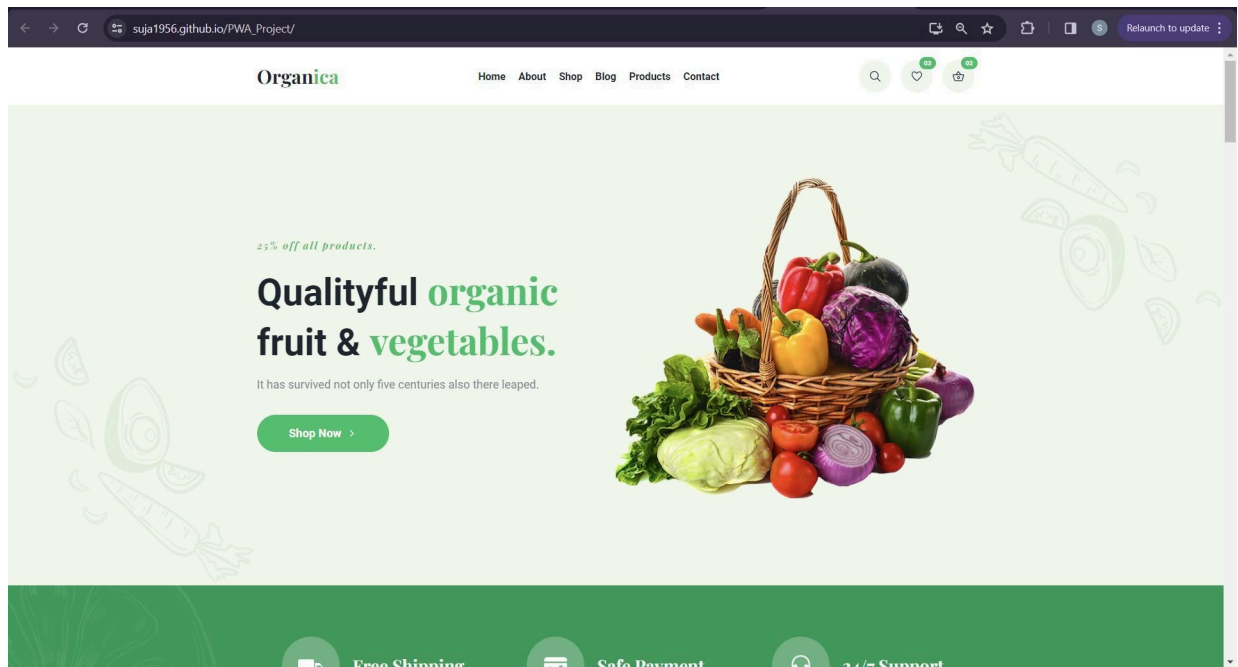 suja1956.github.io/PWA_Project/
S
Relaunch to update
Organica
Home About Shop Blog Products Contact
03
02
25% off all products.
Qualityful organic
fruit & vegetables.
It has survived not only five centuries also there leaped.
Shop Now
Free Shipping
Safe Payment
24/7 Support